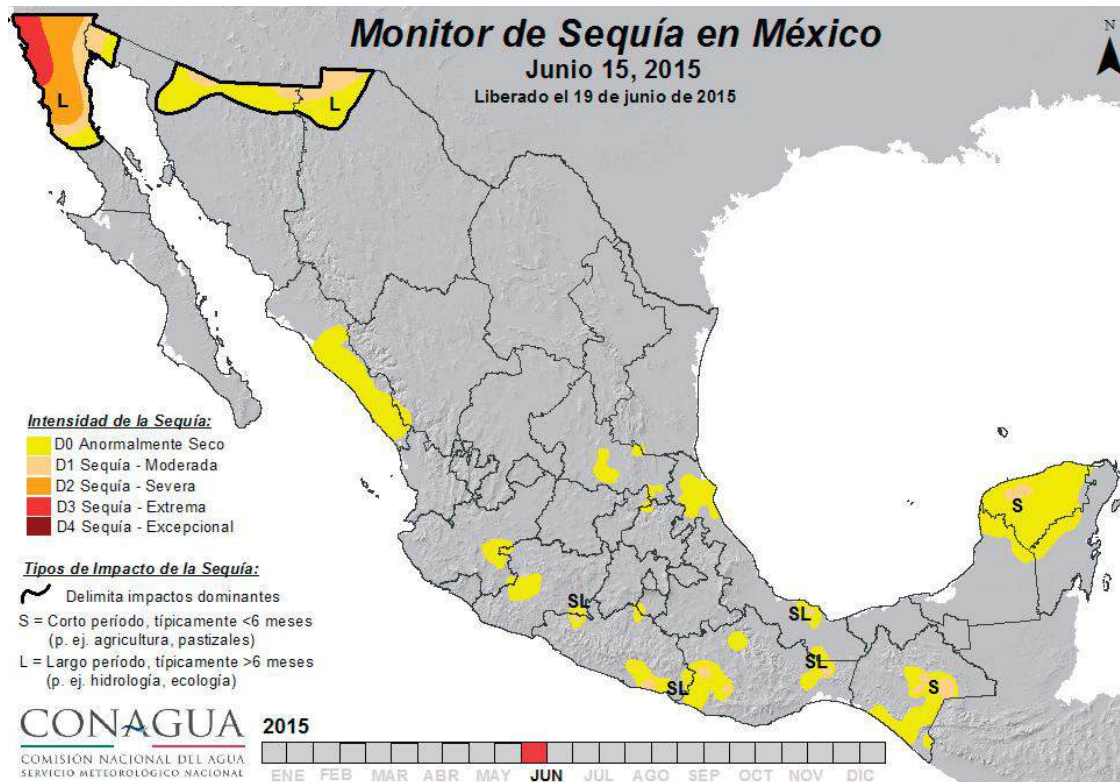 Monitor de Sequía en México
Junio 15, 2015
Liberado el 19 de junio de 2015
N
L
L
S
SL
SL
SL
SL
S
Intensidad de la Sequía:
D0 Anormalmente Seco
D1 Sequía - Moderada
D2 Sequía - Severa
D3 Sequía - Extrema
D4 Sequía - Excepcional
Tipos de Impacto de la Sequía:
Delimita impactos dominantes
S = Corto período, típicamente <6 meses
(p. ej. agricultura, pastizales)
L = Largo período, típicamente >6 meses
(p. ej. hidrología, ecología)
CONAGUA
COMISIÓN NACIONAL DEL AGUA
SERVICIO METEOROLÓGICO NACIONAL
2015
ENE FEB MAR ABR MAY JUN JUL AGO SEP OCT NOV DIC